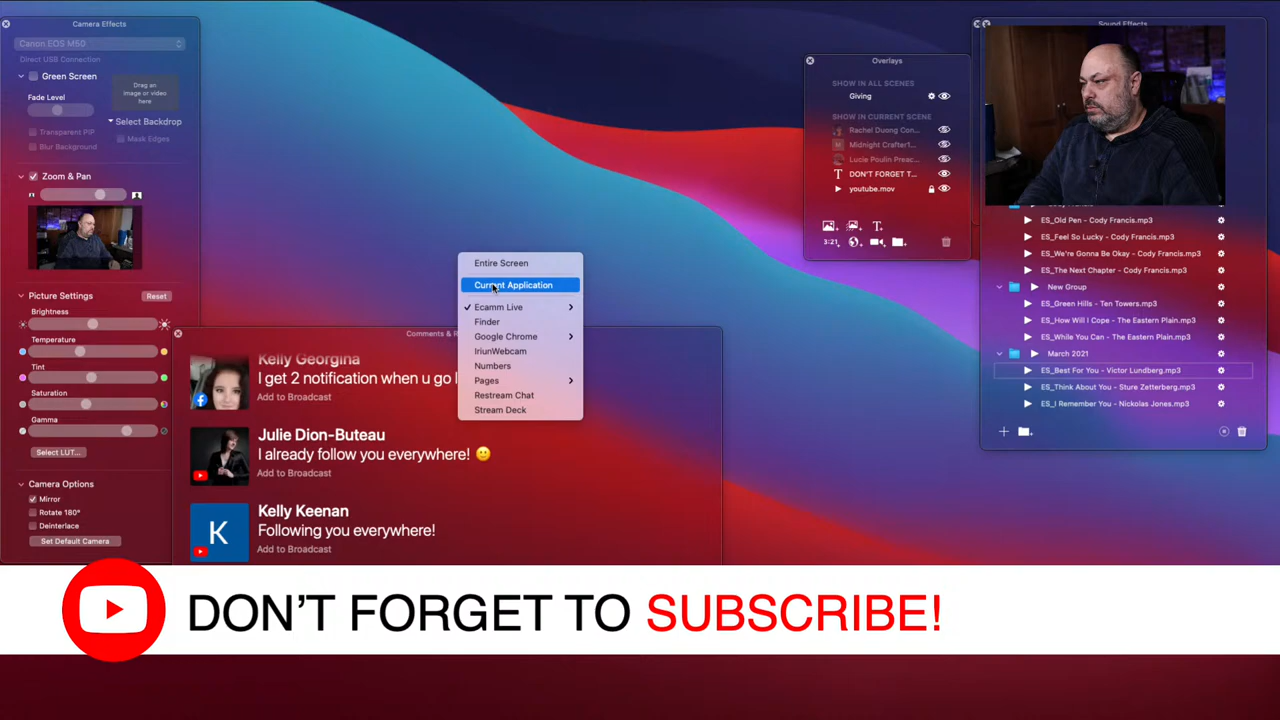 Camera Effects
Canon EOS M50
Direct USB Connection
Green Screen
Fade Level
Drag an
image or video
here
Transparent PIP
Blur Background
Select Backdrop
Mask Edges
Zoom & Pan
Picture Settings
Reset
Brightness
Temperature
Tint
Saturation
Gamma
Select LUT...
Camera Options
Mirror
Rotate 180°
Deinterlace
Set Default Camera
Comments & R
Kelly Georgina
I get 2 notification when u go l
Add to Broadcast
Julie Dion-Buteau
I already follow you everywhere! 🙂
Add to Broadcast
K
Kelly Keenan
Following you everywhere!
Add to Broadcast
Entire Screen
Current Application
Ecamm Live
Finder
Google Chrome
IriunWebcam
Numbers
Pages
Restream Chat
Stream Deck
Overlays
SHOW IN ALL SCENES
Giving
SHOW IN CURRENT SCENE
Rachel Duong Con...
M Midnight Crafter1...
Lucie Poulin Preac...
T DON'T FORGET T...
youtube.mov
T
3:21
Sound Effects
ES_Old Pen - Cody Francis.mp3
ES_Feel So Lucky - Cody Francis.mp3
ES_We're Gonna Be Okay - Cody Francis.mp3
ES_The Next Chapter - Cody Francis.mp3
New Group
ES_Green Hills - Ten Towers.mp3
ES_How Will I Cope - The Eastern Plain.mp3
ES_While You Can - The Eastern Plain.mp3
March 2021
ES_Best For You - Victor Lundberg.mp3
ES_Think About You - Sture Zetterberg.mp3
ES_I Remember You - Nickolas Jones.mp3
DON'T FORGET TO SUBSCRIBE!